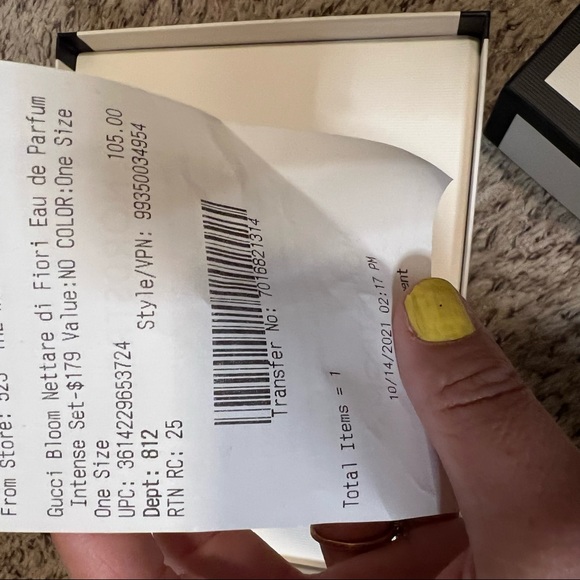 From Store: 525
Gucci Bloom Nettare di Fiori Eau de Parfum
Intense Set-$179 Value:NO COLOR:One Size
One Size 105.00
UPC: 3614229653724 Style/VPN: 99350034954
Dept: 812
RTN RC: 25
Transfer No: 7016821314
Total Items = 1
10/14/2021 02:17 PM